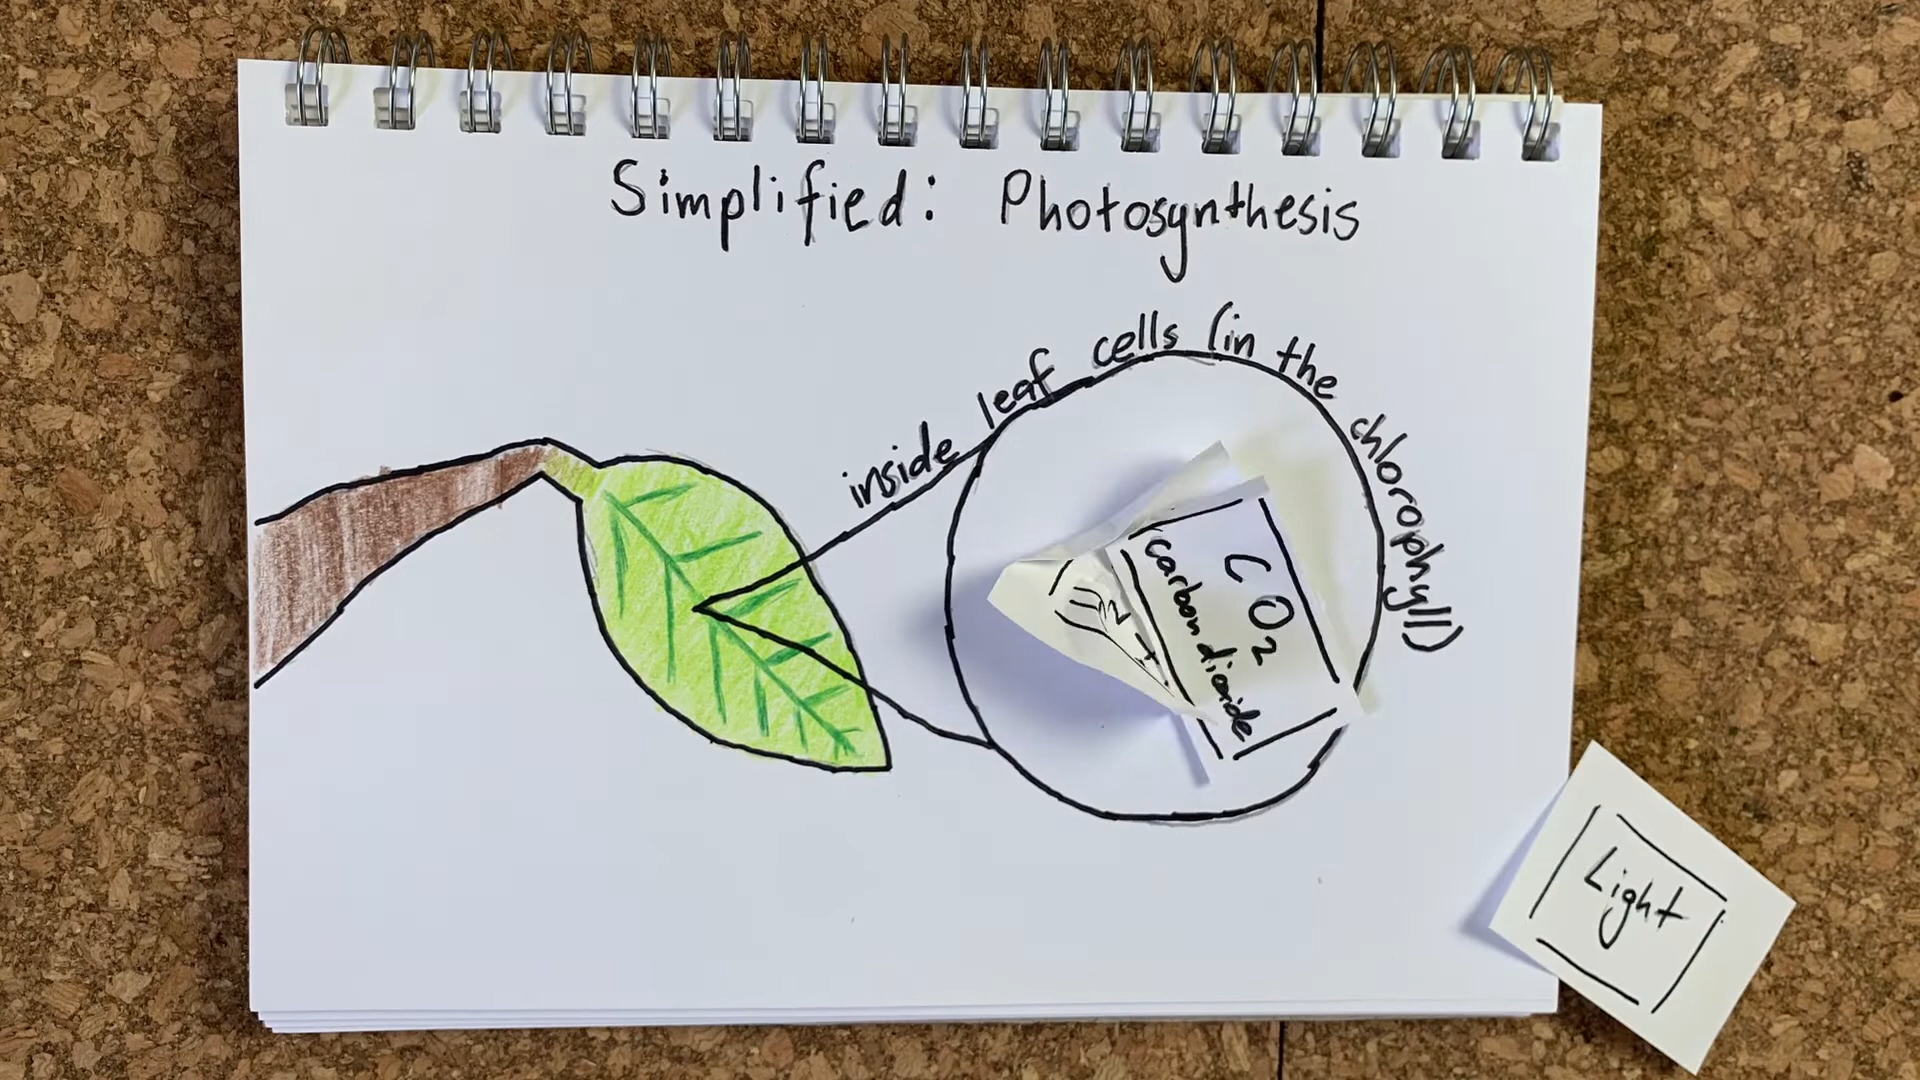 Simplified: Photosynthesis
inside leaf cells (in the chlorophyll)
CO2
carbon dioxide
Light